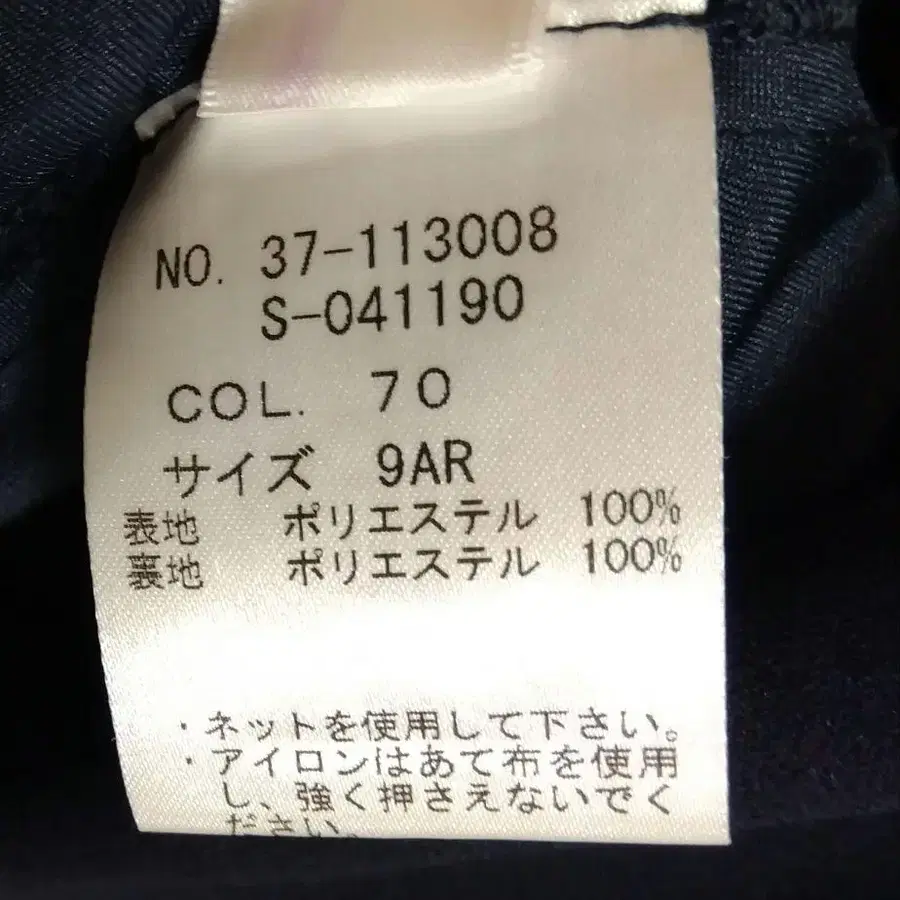 NO. 37-113008
S-041190
COL. 70
サイズ 9AR
表地 ポリエステル 100%
裏地 ポリエステル 100%
・ネットを使用して下さい。
・アイロンはあて布を使用
し、強く押さえないでく
ださい。